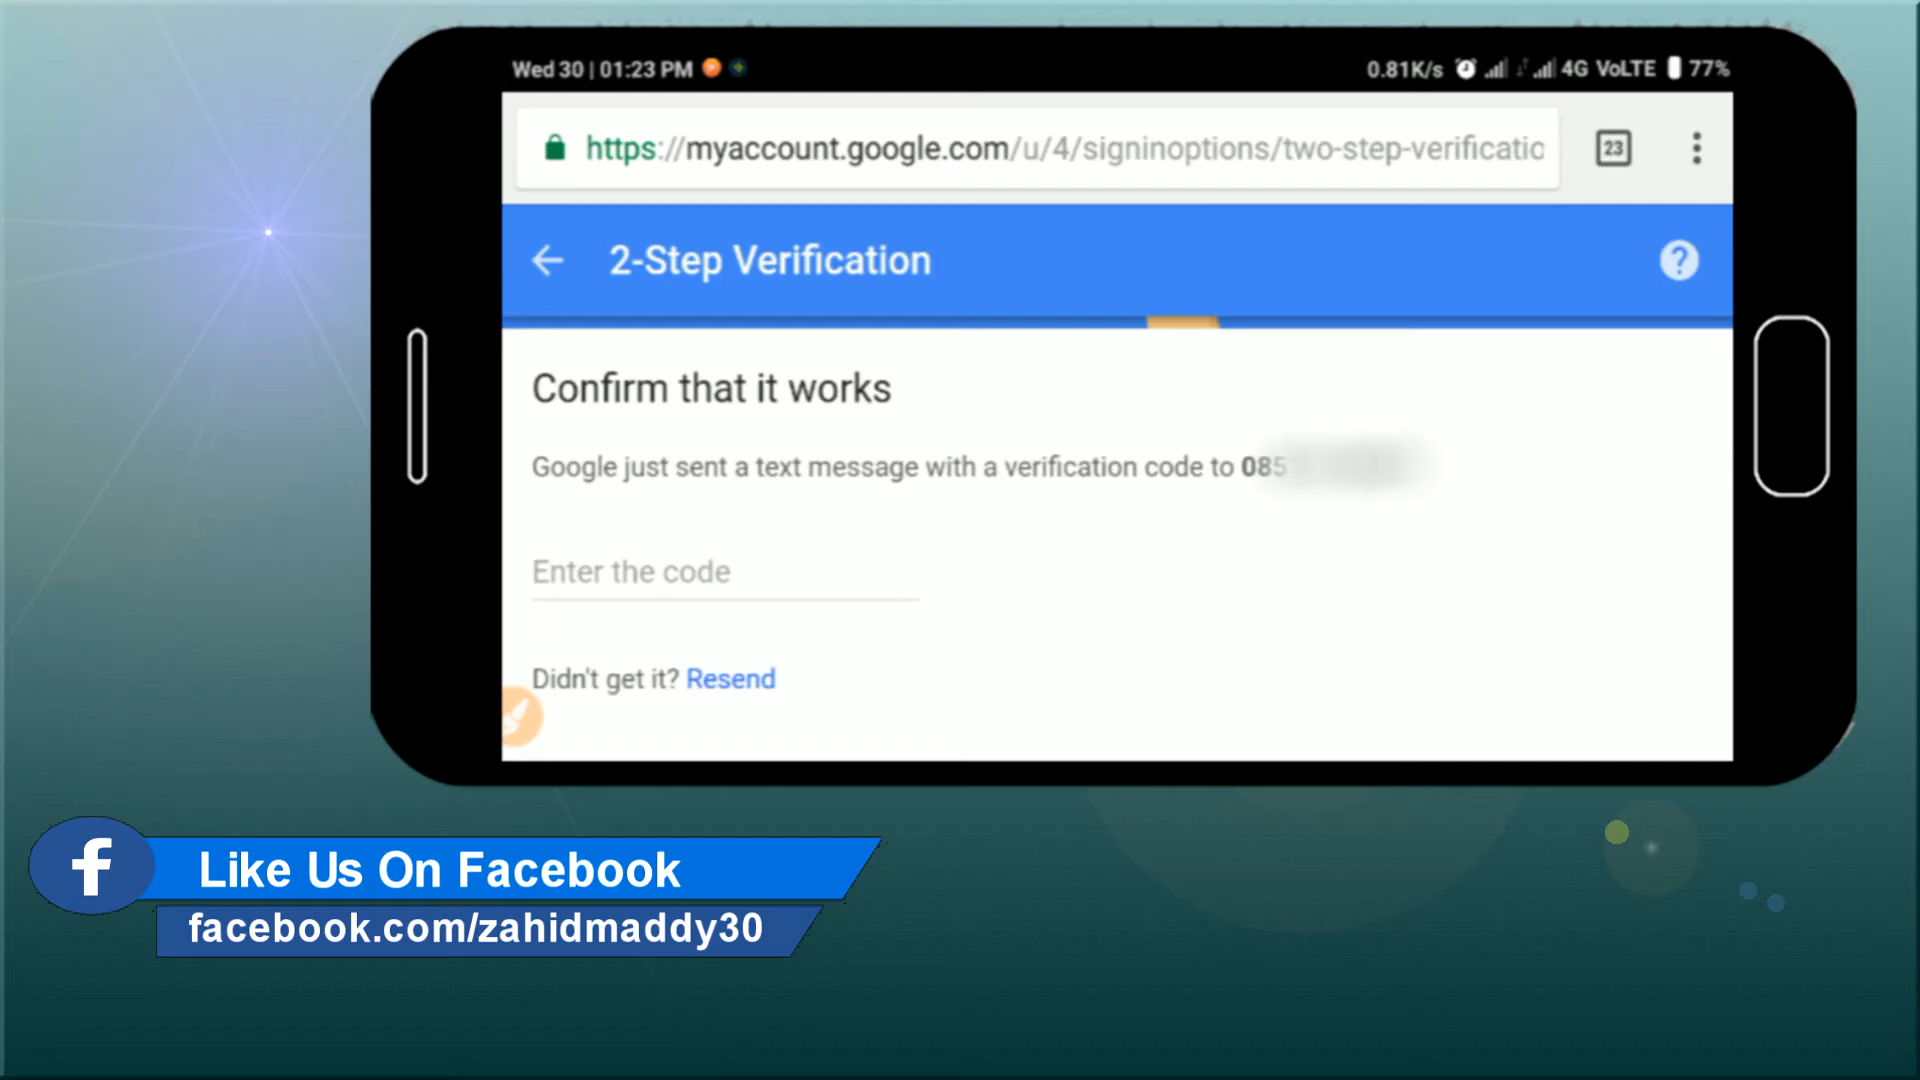 Wed 30 | 01:23 PM
0.81K/s 4G VoLTE 77%
https://myaccount.google.com/u/4/signinoptions/two-step-verificatio
23
2-Step Verification
?
Confirm that it works
Google just sent a text message with a verification code to 085
Enter the code
Didn't get it? Resend
f
Like Us On Facebook
facebook.com/zahidmaddy30